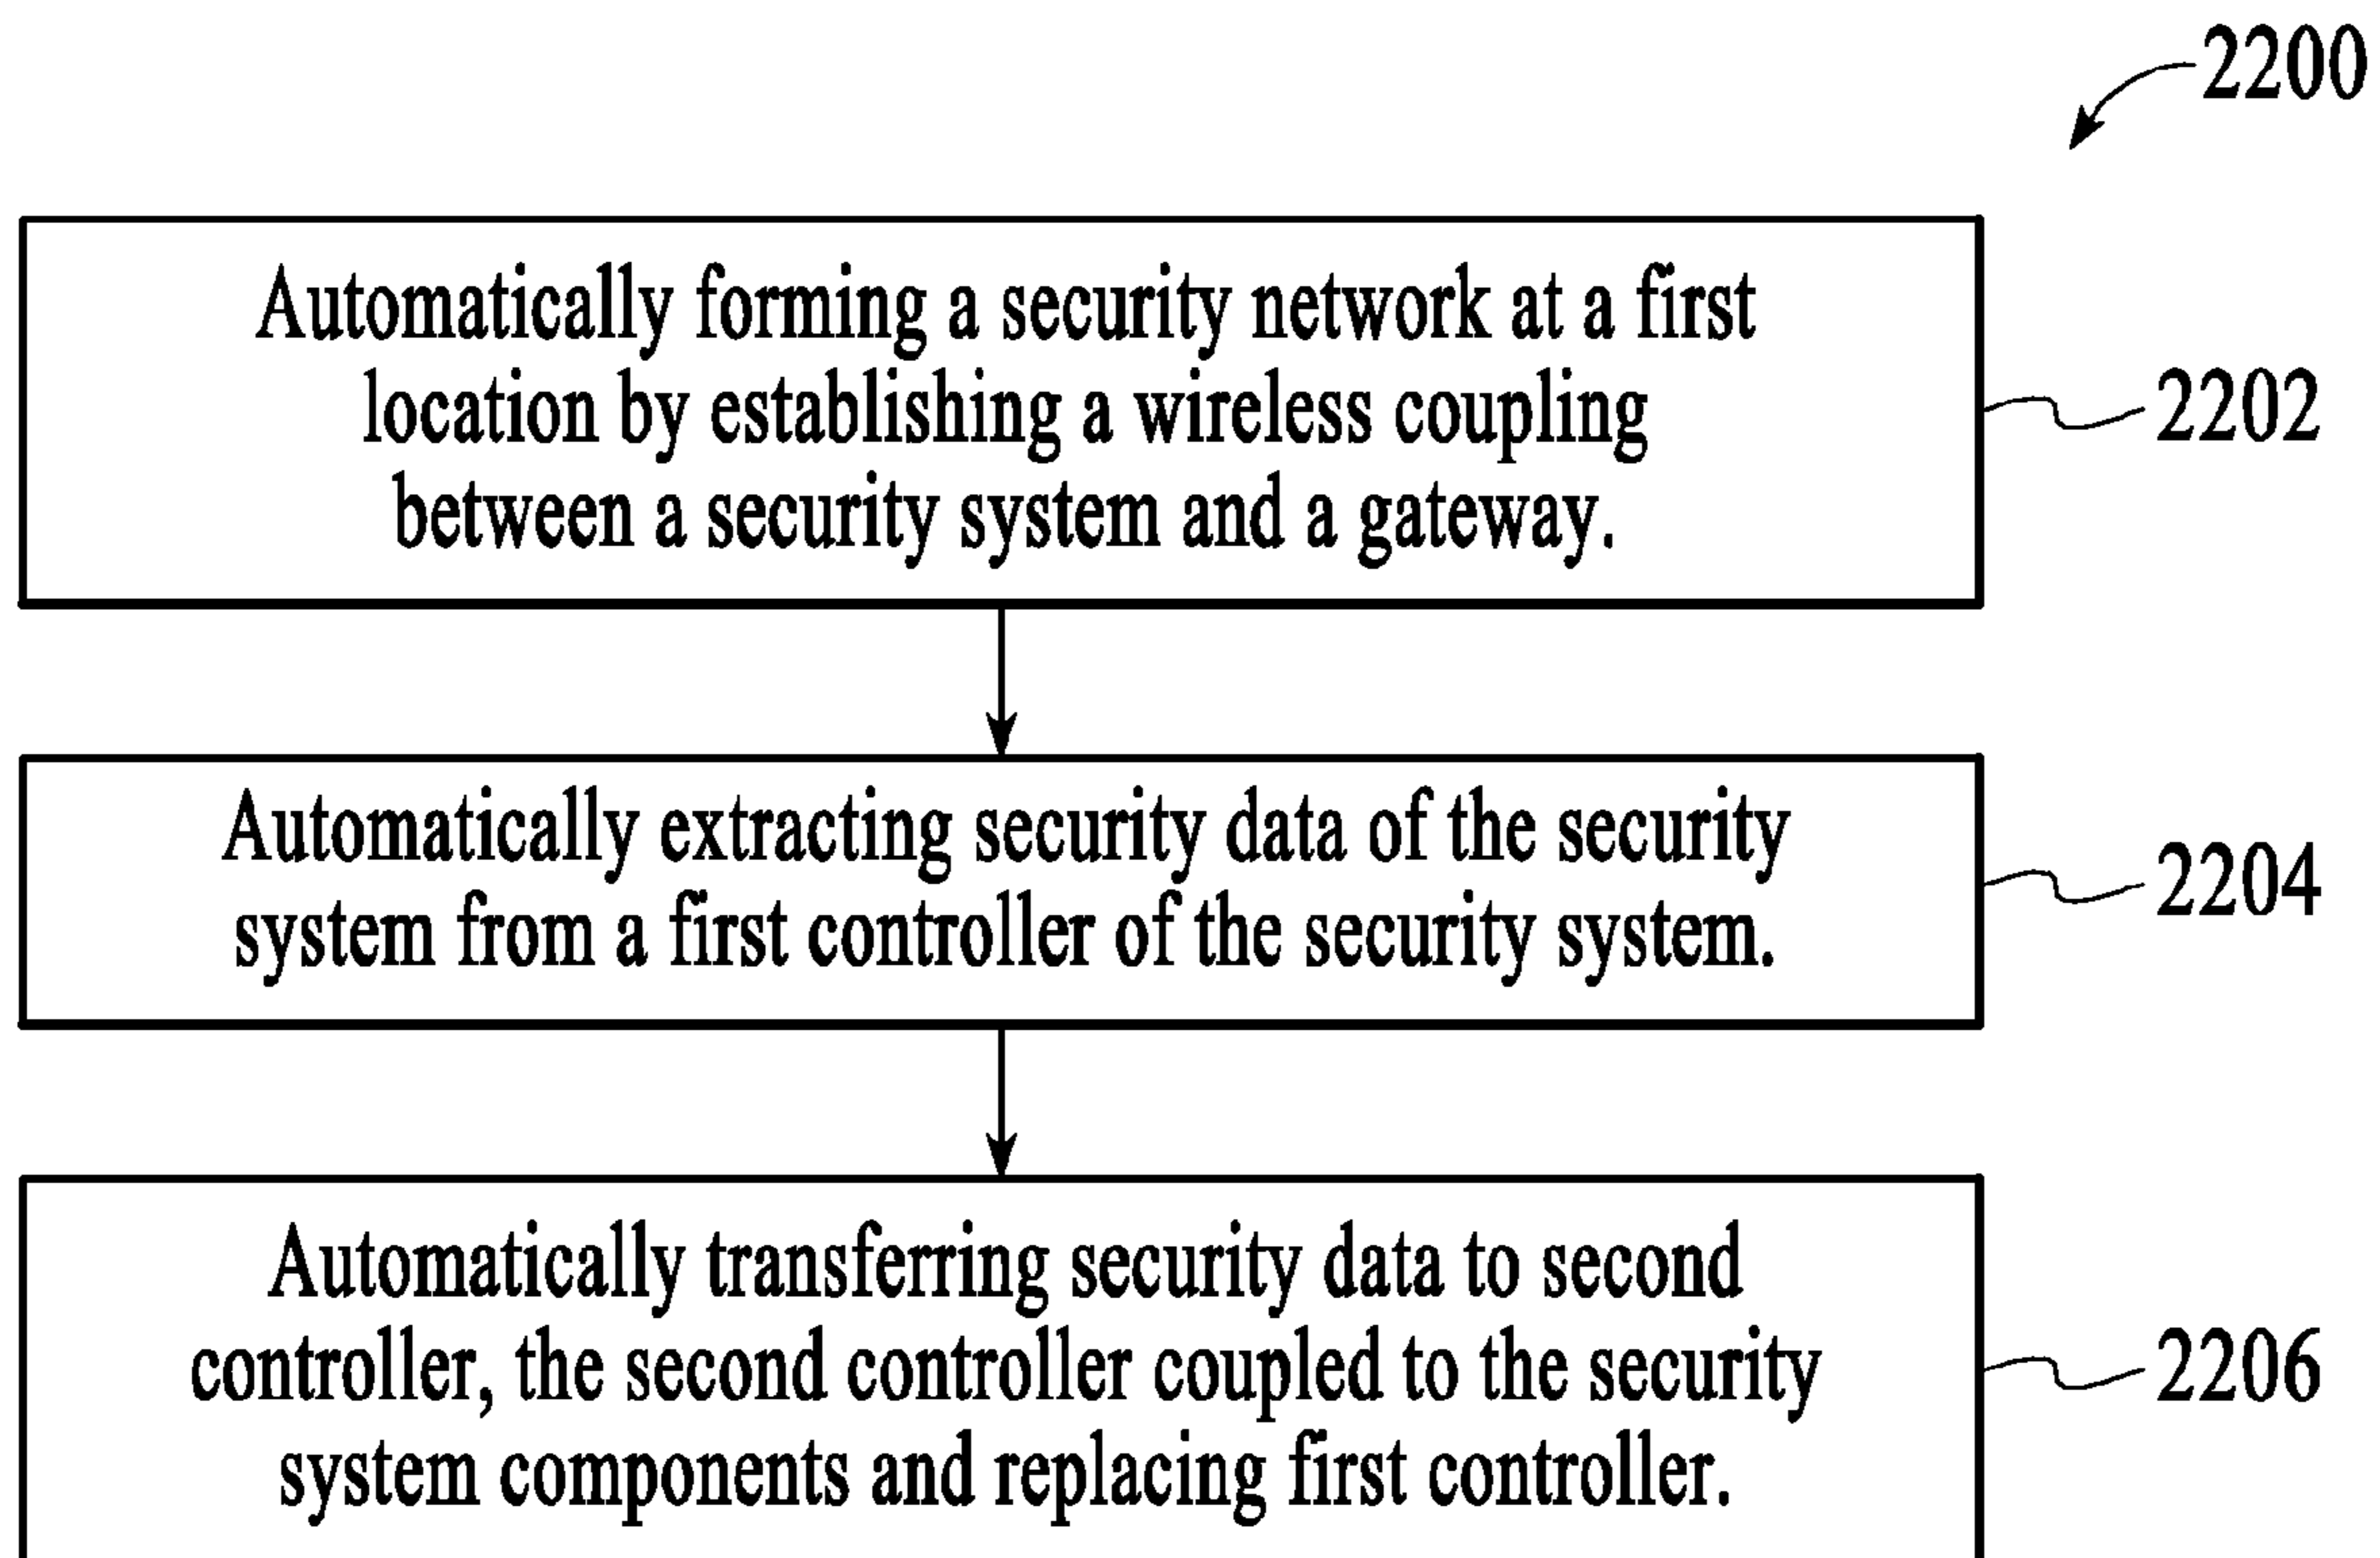 2200
Automatically forming a security network at a first
location by establishing a wireless coupling
between a security system and a gateway.
2202
Automatically extracting security data of the security
system from a first controller of the security system.
2204
Automatically transferring security data to second
controller, the second controller coupled to the security
system components and replacing first controller.
2206